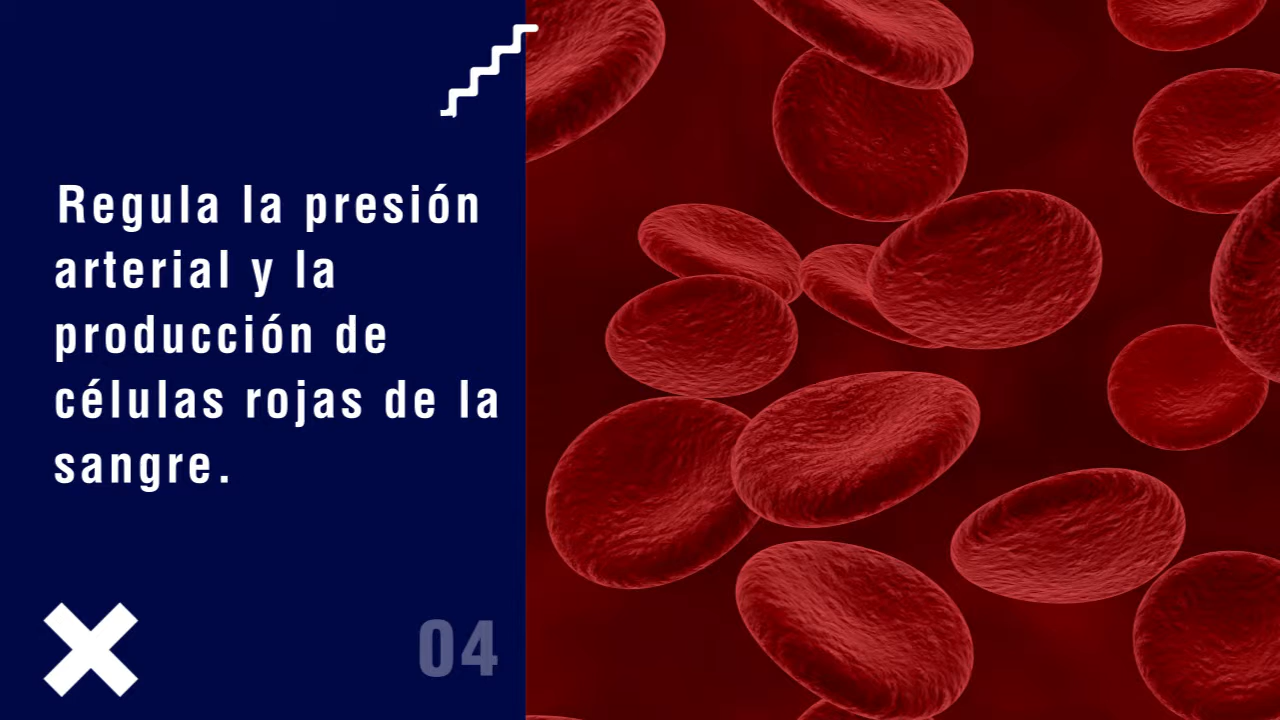 Regula la presión
arterial y la
producción de
células rojas de la
sangre.
04